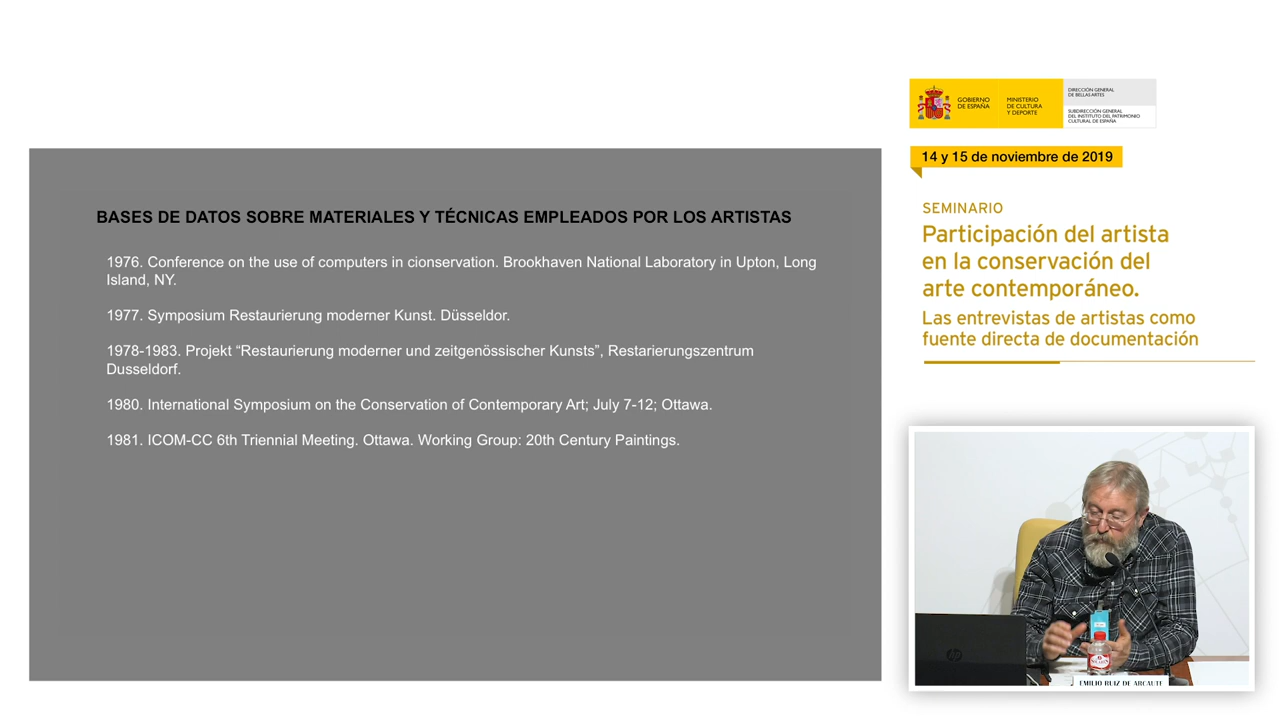 BASES DE DATOS SOBRE MATERIALES Y TÉCNICAS EMPLEADOS POR LOS ARTISTAS
1976. Conference on the use of computers in cionservation. Brookhaven National Laboratory in Upton, Long
Island, NY.
1977. Symposium Restaurierung moderner Kunst. Düsseldor.
1978-1983. Projekt “Restaurierung moderner und zeitgenössischer Kunsts”, Restarierungszentrum
Dusseldorf.
1980. International Symposium on the Conservation of Contemporary Art; July 7-12; Ottawa.
1981. ICOM-CC 6th Triennial Meeting. Ottawa. Working Group: 20th Century Paintings.
GOBIERNO
DE ESPAÑA
MINISTERIO
DE CULTURA
Y DEPORTE
DIRECCIÓN GENERAL
DE BELLAS ARTES
SUBDIRECCIÓN GENERAL
DEL INSTITUTO DEL PATRIMONIO
CULTURAL DE ESPAÑA
14 y 15 de noviembre de 2019
SEMINARIO
Participación del artista
en la conservación del
arte contemporáneo.
Las entrevistas de artistas como
fuente directa de documentación
hp
EMILIO RUIZ DE ARCAUTE